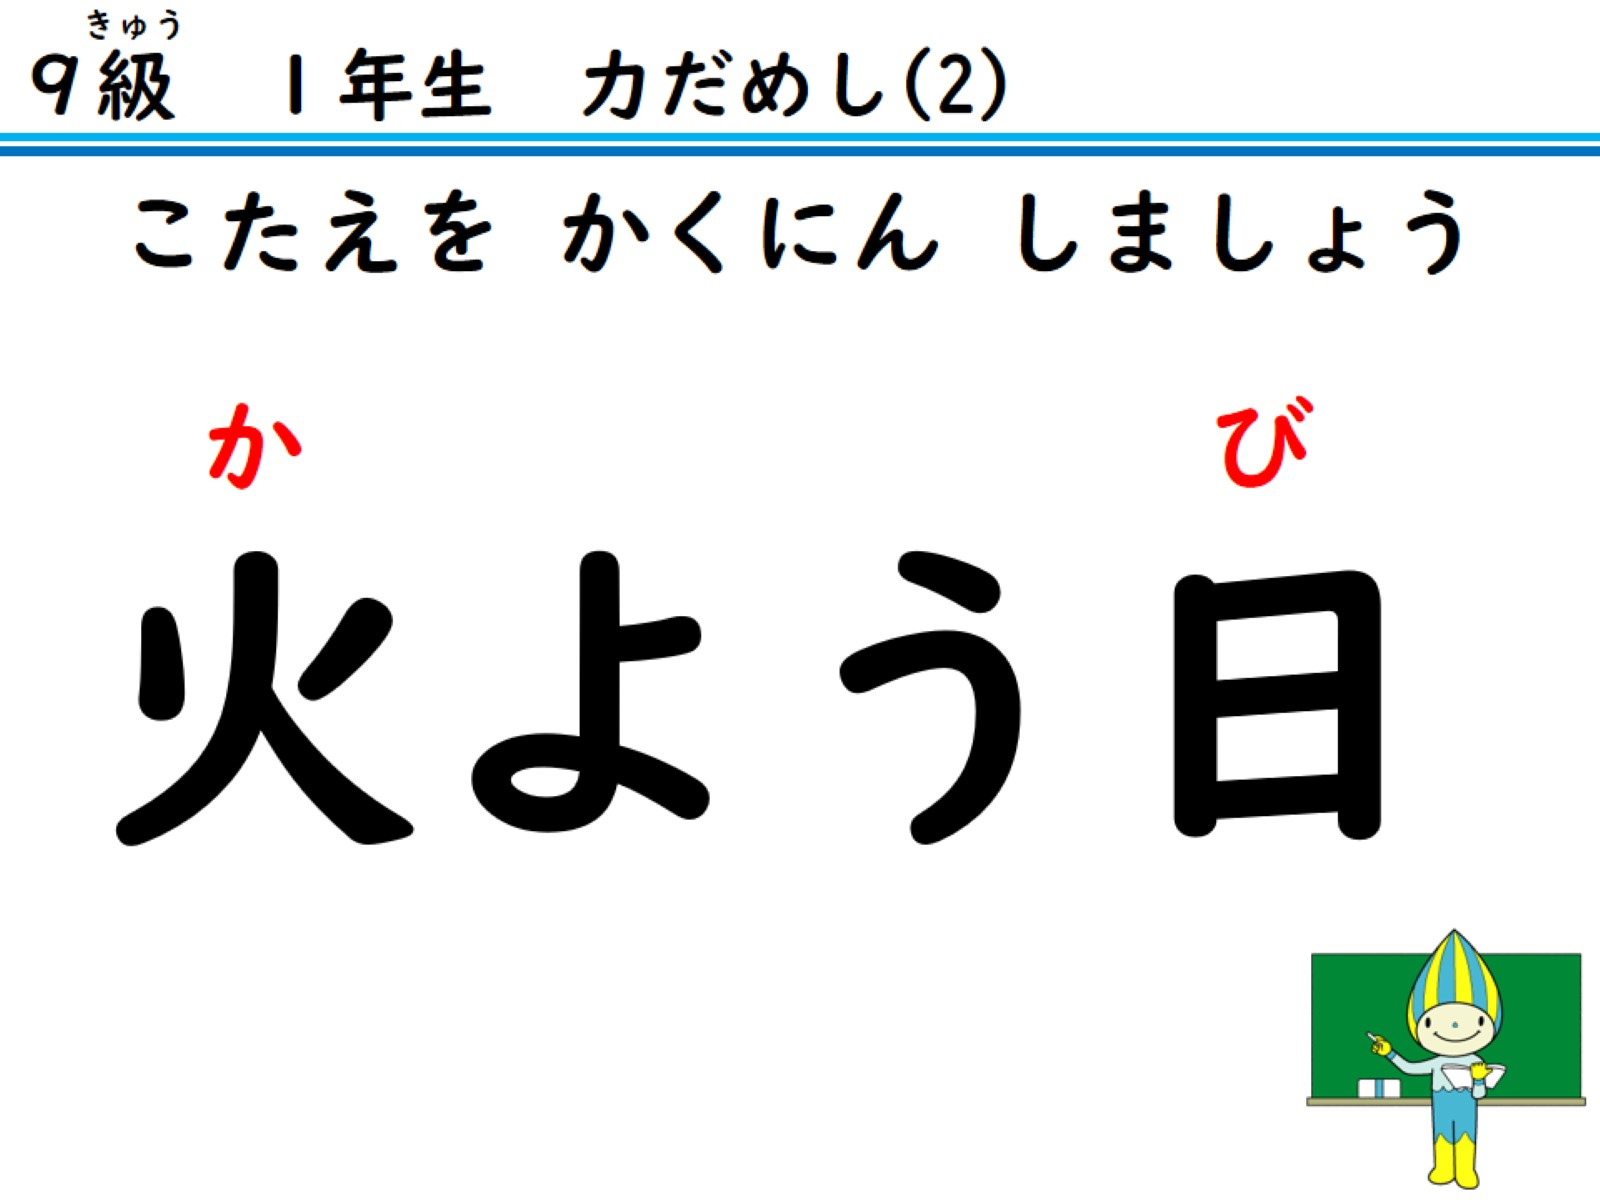 きゅう
9級　1年生　力だめし(2)
こたえを かくにん しましょう
か　び
火よう日